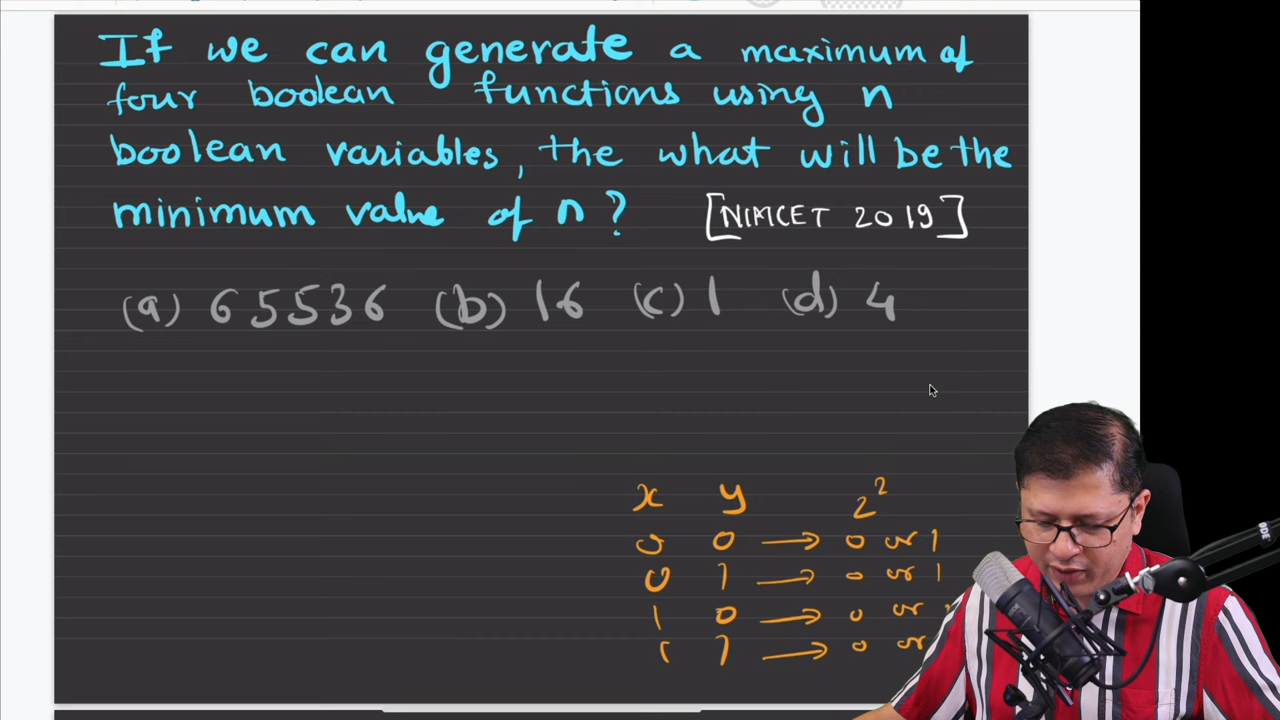 If we can generate a maximum of
four boolean functions using n
boolean variables, the what will be the
minimum value of n? [NIMCET 2019]
(a) 65536 (b) 16 (c) 1 (d) 4
x y 2²
0 0 → 0 or 1
0 1 → 0 or 1
1 0 → 0 or
1 1 → 0 or